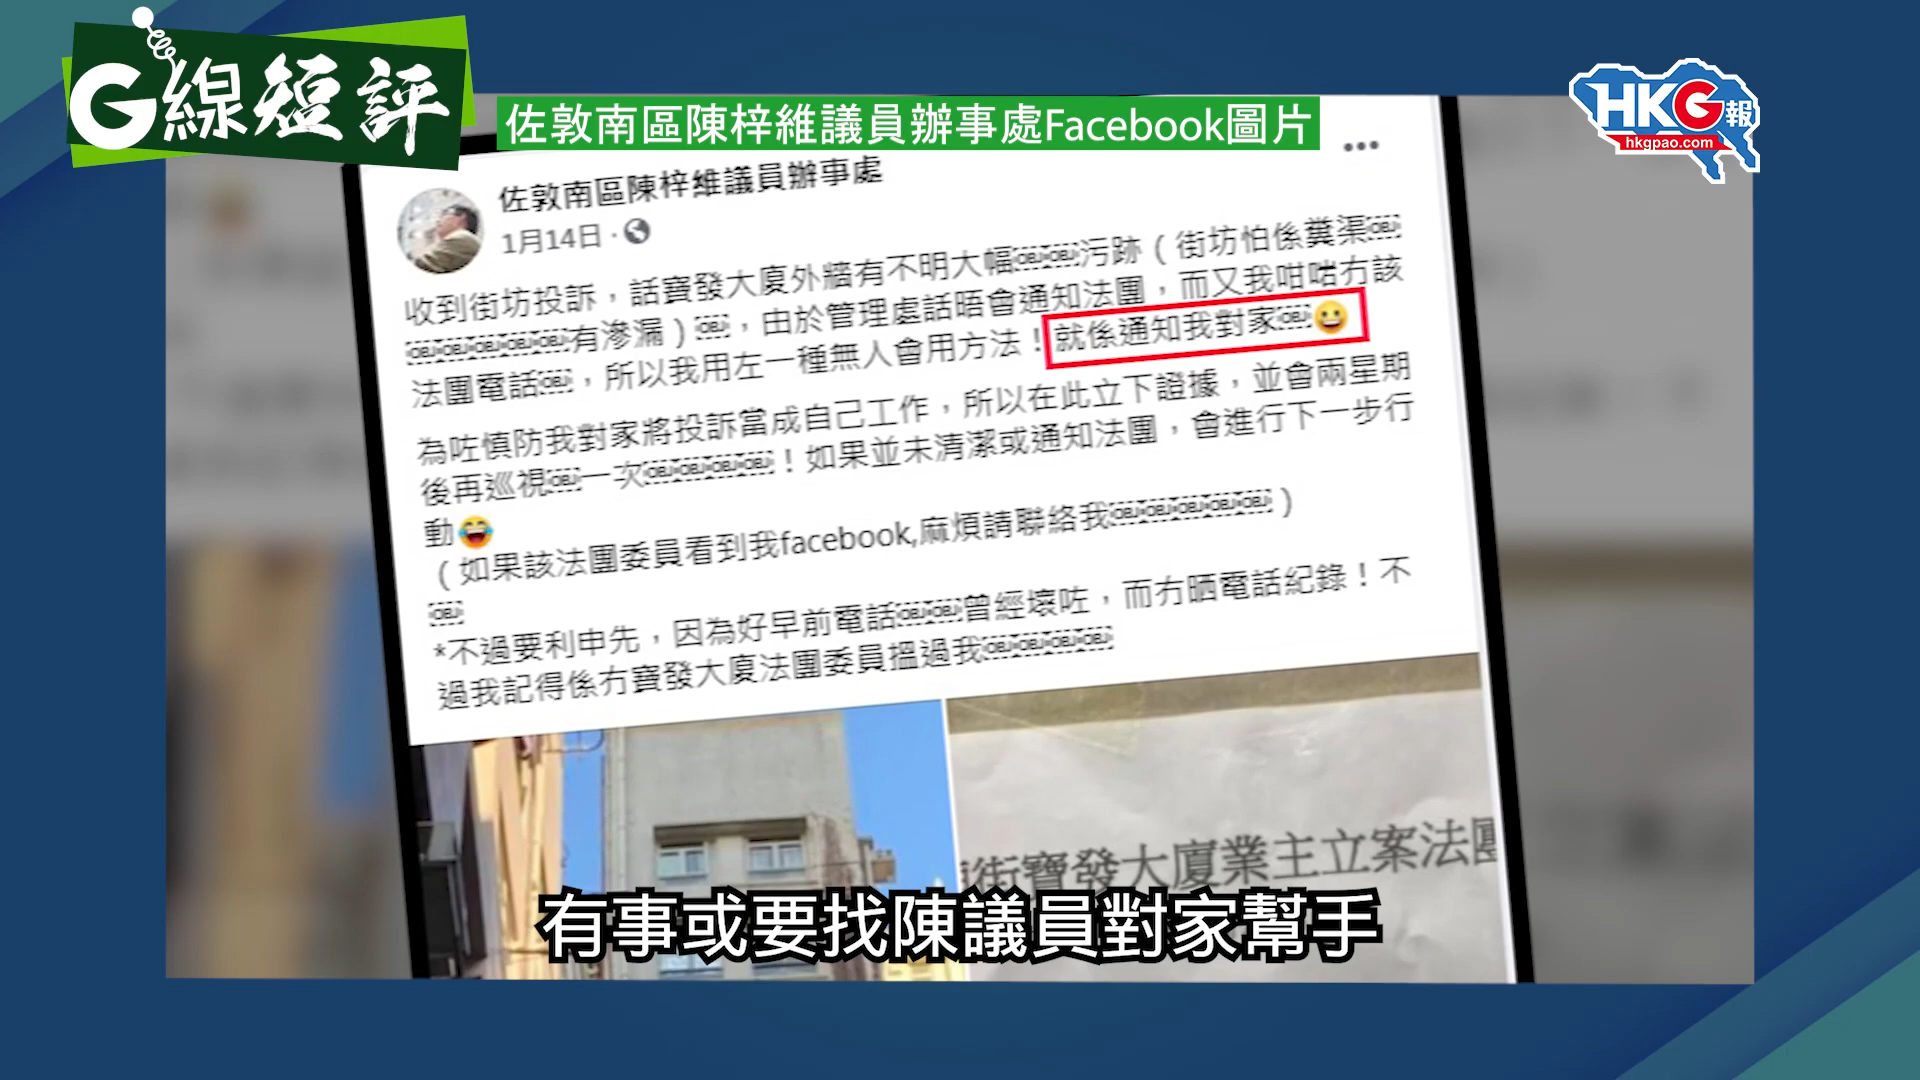 G線短評
佐敦南區陳梓維議員辦事處Facebook圖片
HKG報
hkgpao.com
佐敦南區陳梓維議員辦事處
1月14日 ·
收到街坊投訴，話寶發大廈外牆有不明大幅￼￼污跡（街坊怕係糞渠￼
￼￼￼￼￼有滲漏）￼，由於管理處話唔會通知法團，而又我咁啱冇該
法團電話￼，所以我用左一種無人會用方法！就係通知我對家￼😀
為咗慎防我對家將投訴當成自己工作，所以在此立下證據，並會兩星期
後再巡視￼一次￼￼￼￼！如果並未清潔或通知法團，會進行下一步行
動😂
（如果該法團委員看到我facebook,麻煩請聯絡我￼￼￼￼￼）
￼
*不過要利申先，因為好早前電話￼￼曾經壞咗，而冇晒電話紀錄！不
過我記得係冇寶發大廈法團委員搵過我￼￼￼￼
街寶發大廈業主立案法團
有事或要找陳議員對家幫手